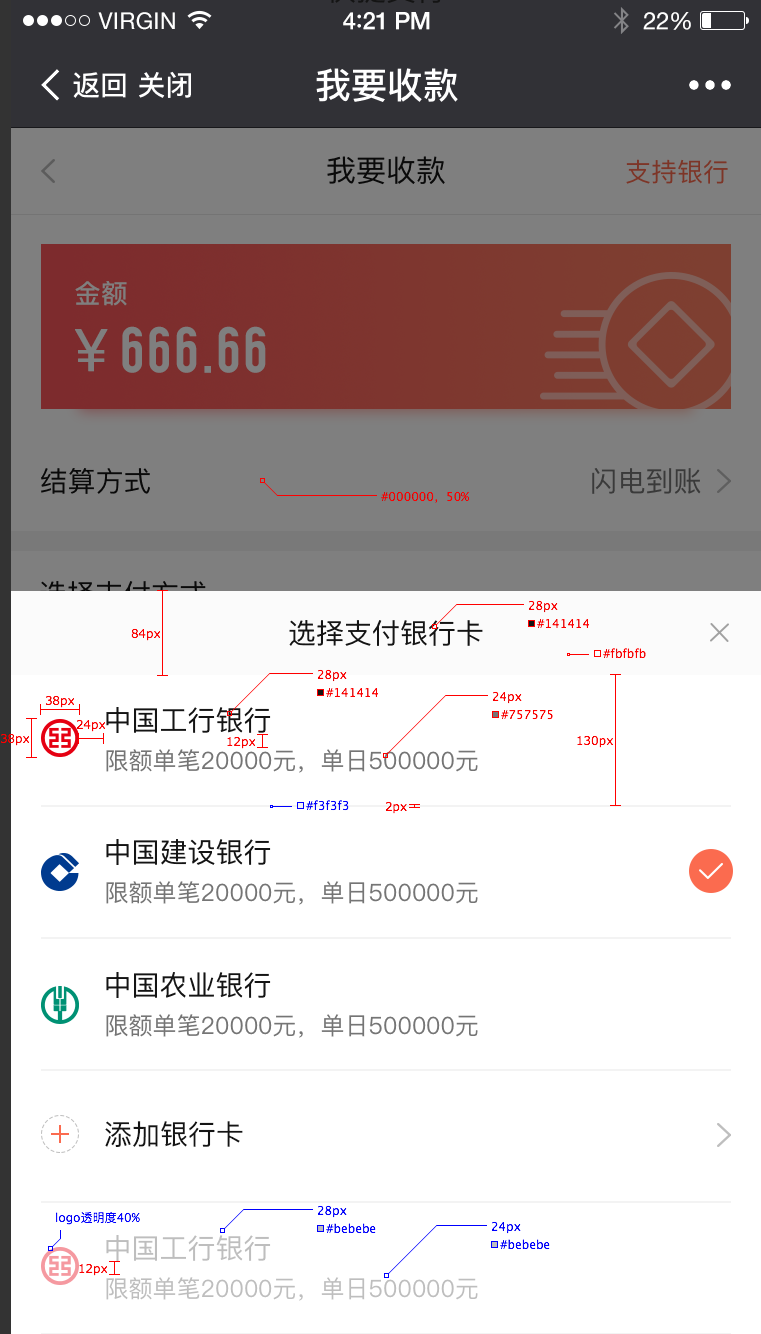 VIRGIN 4:21 PM 22%
返回 关闭 我要收款
我要收款 支持银行
金额
¥ 666.66
结算方式 闪电到账
#000000，50%
选择支付方式
84px
选择支付银行卡
28px
#141414
#fbfbfb
28px
#141414
24px
#757575
38px
38px
24px
中国工行银行
12px
130px
限额单笔20000元，单日500000元
#f3f3f3
2px
中国建设银行
限额单笔20000元，单日500000元
中国农业银行
限额单笔20000元，单日500000元
添加银行卡
logo透明度40%
28px
#bebebe
24px
#bebebe
中国工行银行
12px
限额单笔20000元，单日500000元